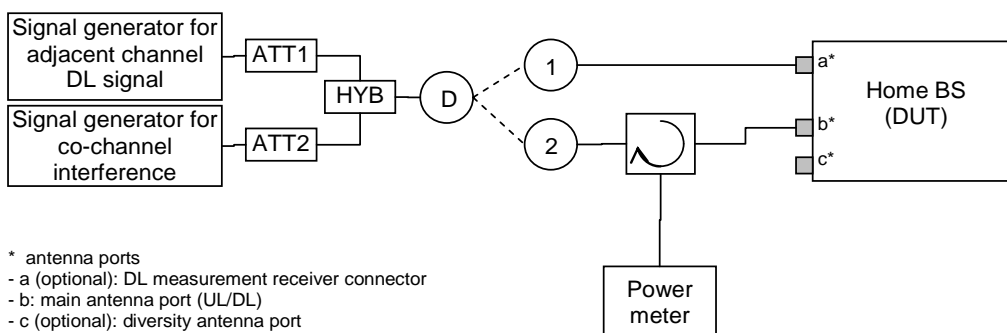 Signal generator for
adjacent channel
DL signal
ATT1
HYB
D
1
2
Signal generator for
co-channel
interference
ATT2
a*
b*
c*
Home BS
(DUT)
Power
meter
* antenna ports
- a (optional): DL measurement receiver connector
- b: main antenna port (UL/DL)
- c (optional): diversity antenna port